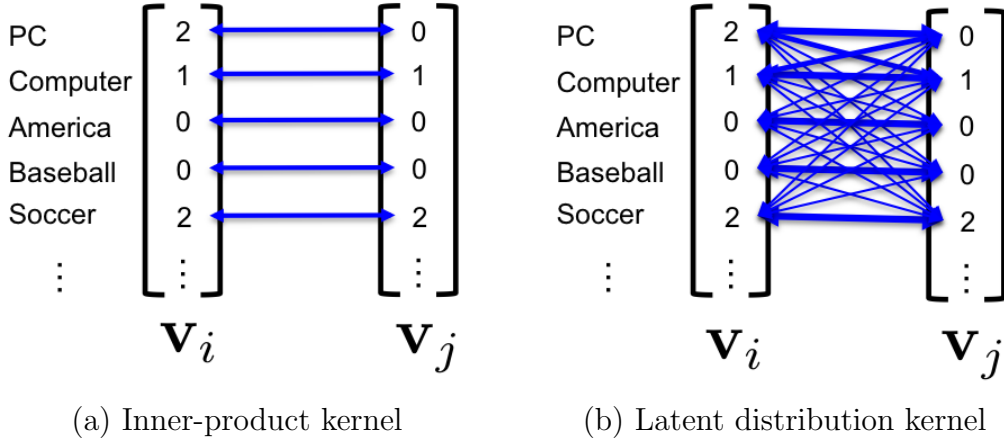 PC 2 0
Computer 1 1
America 0 0
Baseball 0 0
Soccer 2 2
⋮ ⋮ ⋮
v_i v_j
(a) Inner-product kernel
PC 2 0
Computer 1 1
America 0 0
Baseball 0 0
Soccer 2 2
⋮ ⋮ ⋮
v_i v_j
(b) Latent distribution kernel